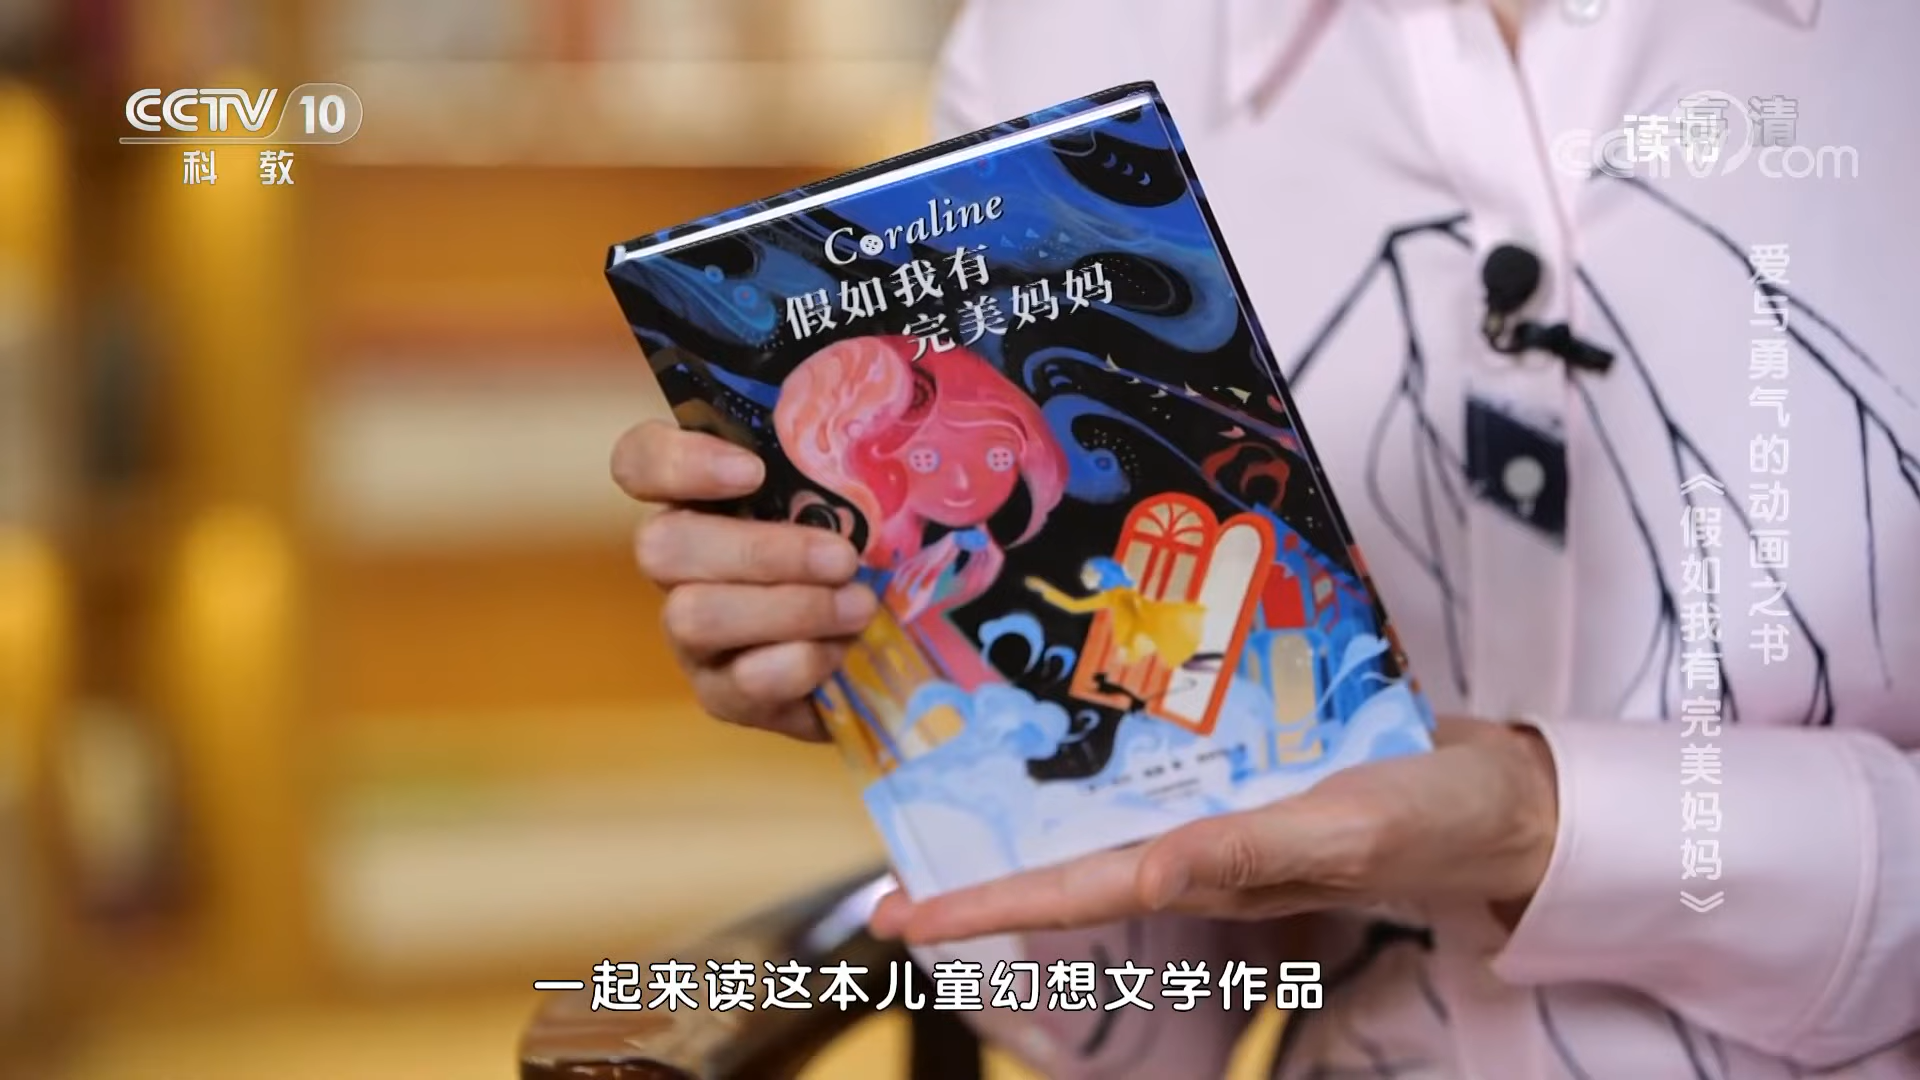 CCTV 10
科教
读书
高清
CCTV.com
Coraline
假如我有
完美妈妈
爱与勇气的动画之书
《假如我有完美妈妈》
一起来读这本儿童幻想文学作品